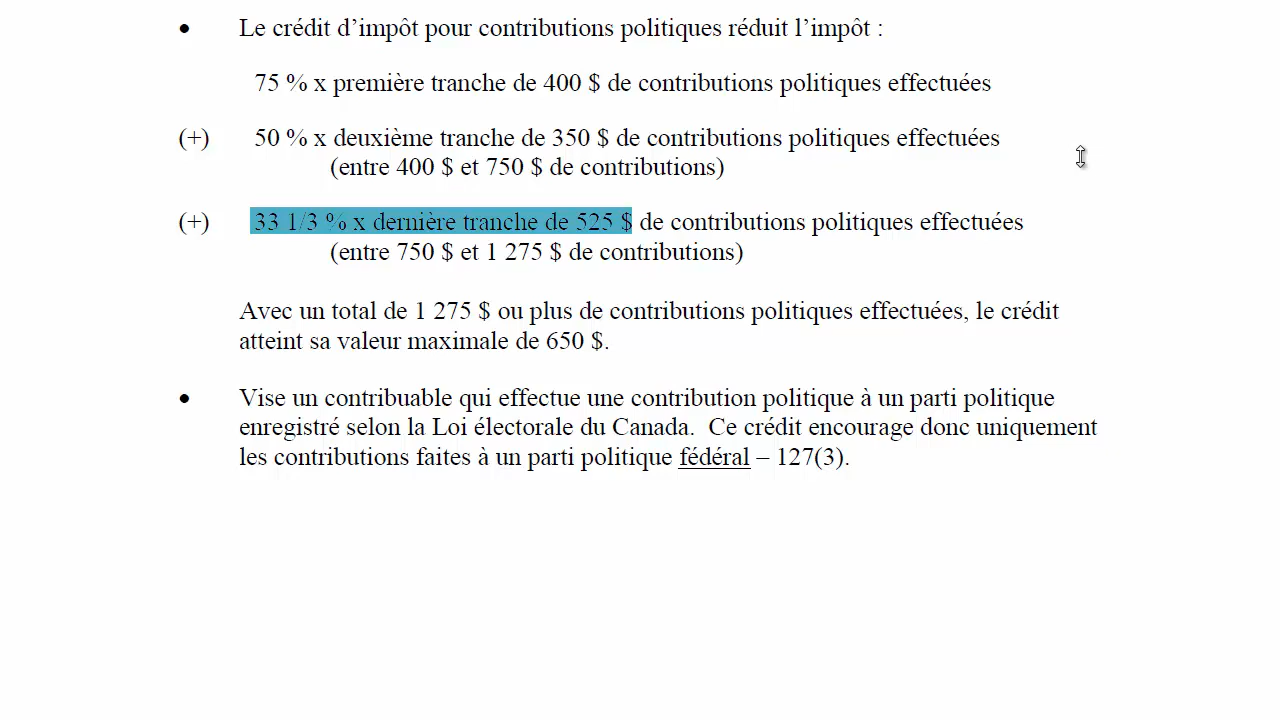 • Le crédit d’impôt pour contributions politiques réduit l’impôt :
75 % x première tranche de 400 $ de contributions politiques effectuées
(+) 50 % x deuxième tranche de 350 $ de contributions politiques effectuées
(entre 400 $ et 750 $ de contributions)
(+) 33 1/3 % x dernière tranche de 525 $ de contributions politiques effectuées
(entre 750 $ et 1 275 $ de contributions)
Avec un total de 1 275 $ ou plus de contributions politiques effectuées, le crédit
atteint sa valeur maximale de 650 $.
• Vise un contribuable qui effectue une contribution politique à un parti politique
enregistré selon la Loi électorale du Canada. Ce crédit encourage donc uniquement
les contributions faites à un parti politique fédéral – 127(3).